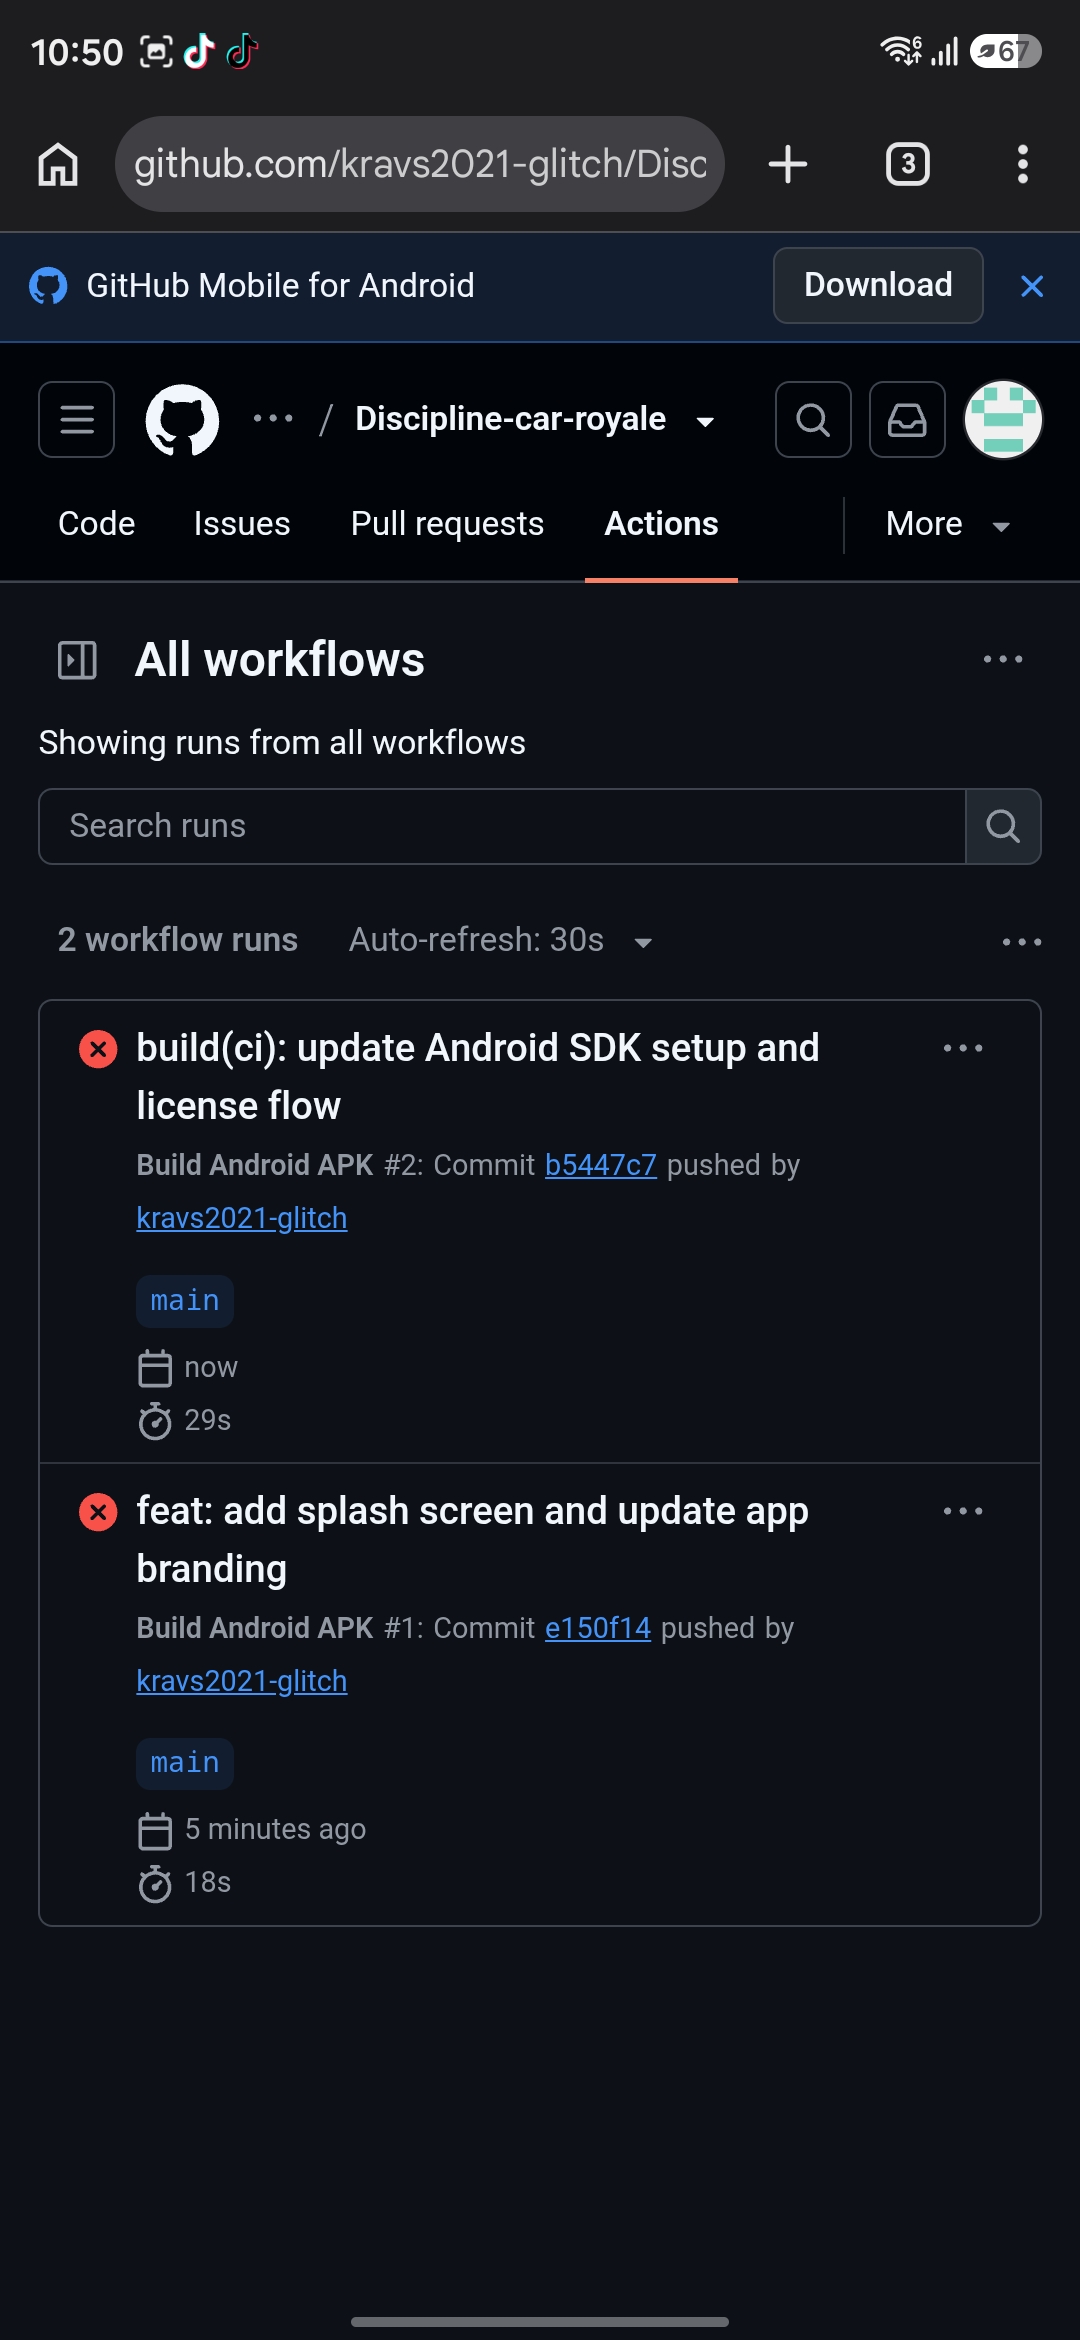 10:50
6
67
github.com/kravs2021-glitch/Disc
3
GitHub Mobile for Android
Download
/ Discipline-car-royale
Code
Issues
Pull requests
Actions
More
All workflows
Showing runs from all workflows
Search runs
2 workflow runs
Auto-refresh: 30s
build(ci): update Android SDK setup and
license flow
Build Android APK #2: Commit b5447c7 pushed by
kravs2021-glitch
main
now
29s
feat: add splash screen and update app
branding
Build Android APK #1: Commit e150f14 pushed by
kravs2021-glitch
main
5 minutes ago
18s